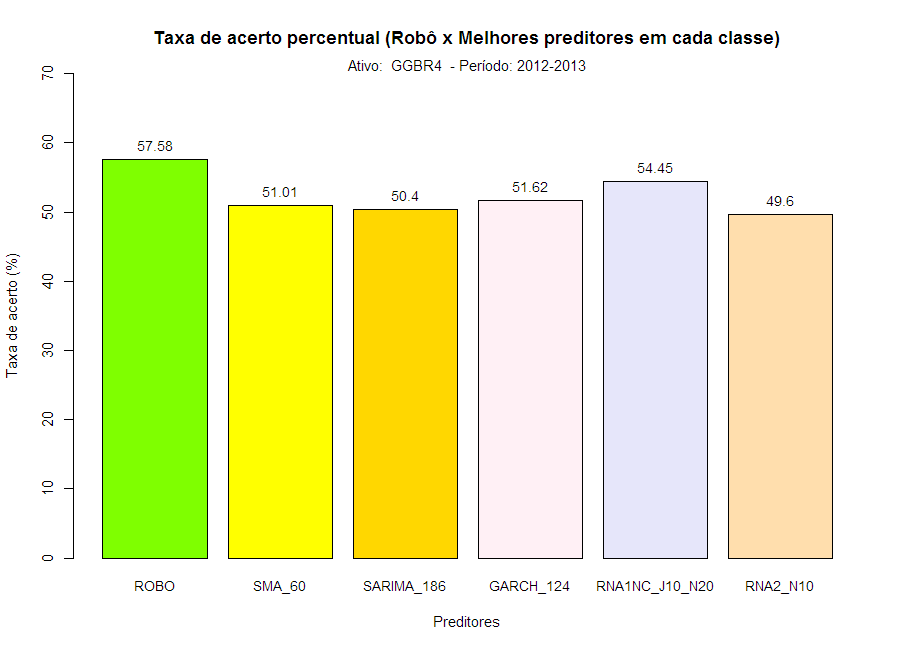 Taxa de acerto percentual (Robô x Melhores preditores em cada classe)
Ativo:  GGBR4  - Período: 2012-2013
Taxa de acerto (%)
70
60
50
40
30
20
10
0
57.58
51.01
50.4
51.62
54.45
49.6
ROBO
SMA_60
SARIMA_186
GARCH_124
RNA1NC_J10_N20
RNA2_N10
Preditores